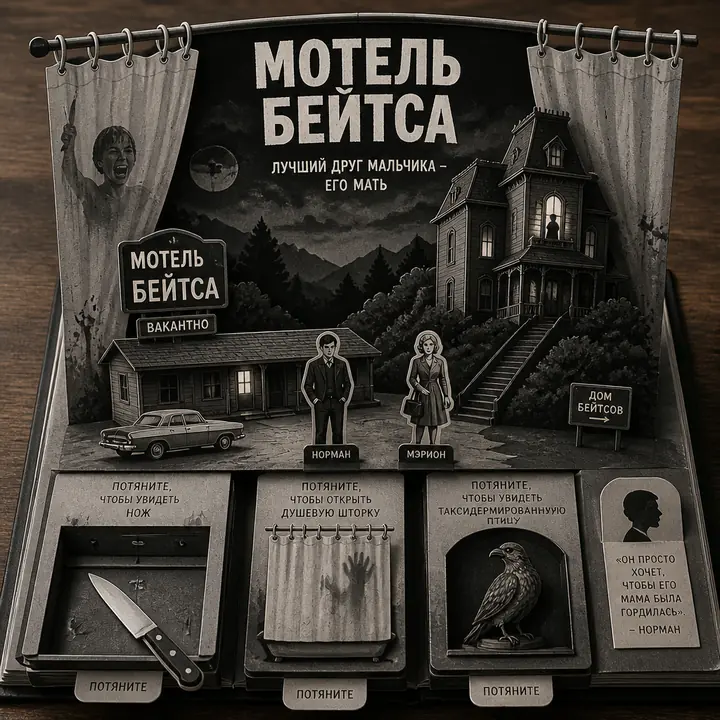 МОТЕЛЬ
БЕЙТСА
ЛУЧШИЙ ДРУГ МАЛЬЧИКА –
ЕГО МАТЬ
МОТЕЛЬ
БЕЙТСА
ВАКАНТНО
ДОМ
БЕЙТСОВ
НОРМАН
МЭРИОН
ПОТЯНИТЕ,
ЧТОБЫ УВИДЕТЬ
НОЖ
ПОТЯНИТЕ
ПОТЯНИТЕ,
ЧТОБЫ ОТКРЫТЬ
ДУШЕВУЮ ШТОРКУ
ПОТЯНИТЕ
ПОТЯНИТЕ,
ЧТОБЫ УВИДЕТЬ
ТАКСИДЕРМИРОВАННУЮ
ПТИЦУ
ПОТЯНИТЕ
«ОН ПРОСТО
ХОЧЕТ,
ЧТОБЫ ЕГО
МАМА БЫЛА
ГОРДИЛАСЬ».
– НОРМАН